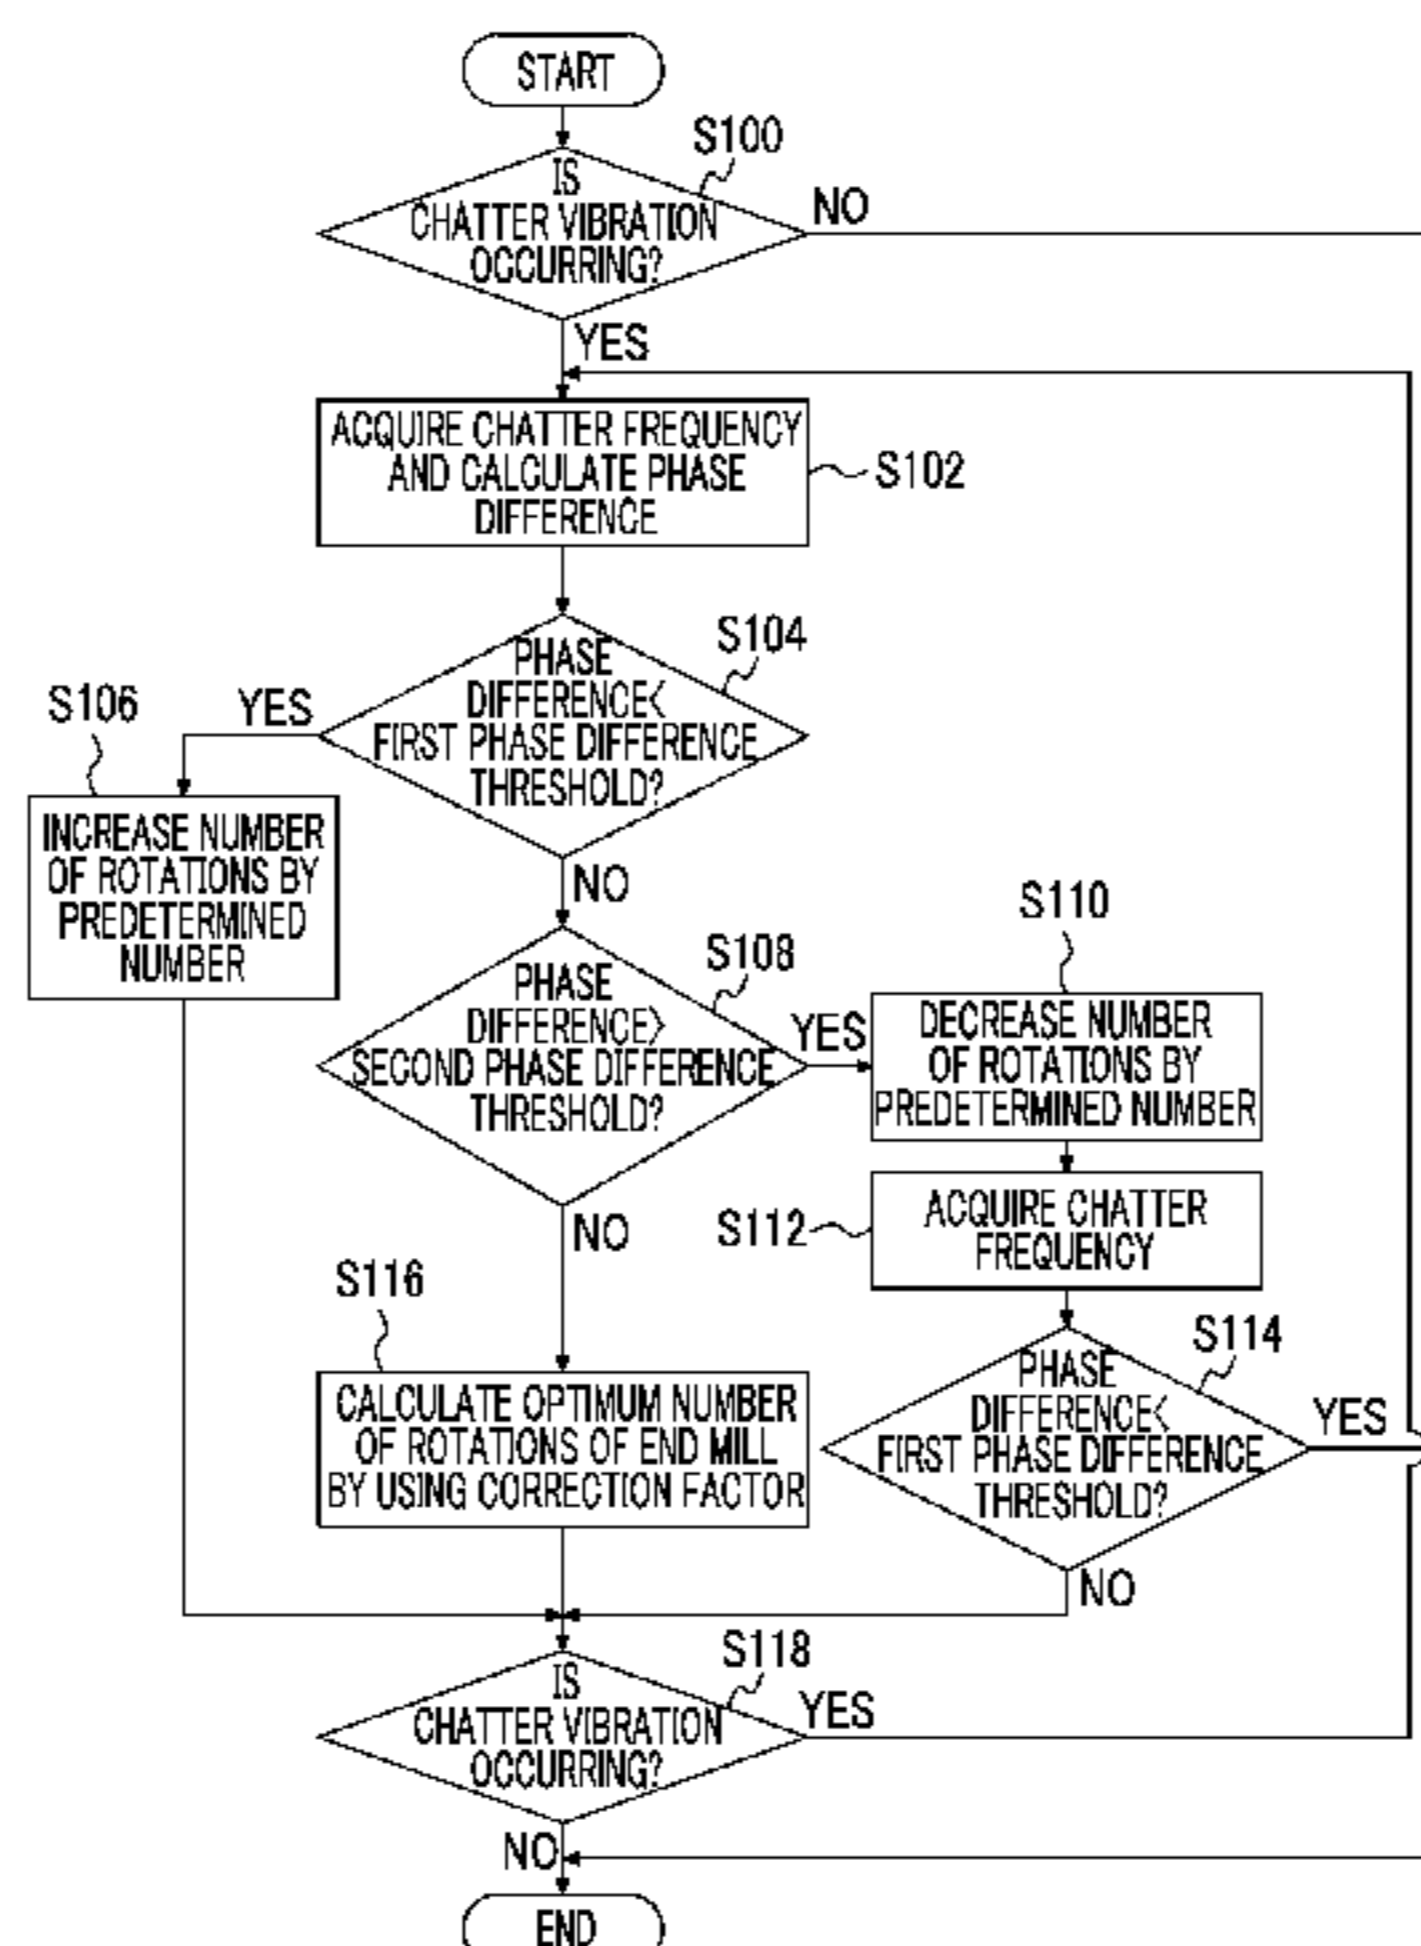 START
S100
IS
CHATTER VIBRATION
OCCURRING?
NO
YES
ACQUIRE CHATTER FREQUENCY
AND CALCULATE PHASE
DIFFERENCE
S102
S104
PHASE
DIFFERENCE<
FIRST PHASE DIFFERENCE
THRESHOLD?
YES
S106
INCREASE NUMBER
OF ROTATIONS BY
PREDETERMINED
NUMBER
NO
S108
PHASE
DIFFERENCE>
SECOND PHASE DIFFERENCE
THRESHOLD?
YES
S110
DECREASE NUMBER
OF ROTATIONS BY
PREDETERMINED NUMBER
S112
ACQUIRE CHATTER
FREQUENCY
NO
S116
CALCULATE OPTIMUM NUMBER
OF ROTATIONS OF END MILL
BY USING CORRECTION FACTOR
S114
PHASE
DIFFERENCE<
FIRST PHASE DIFFERENCE
THRESHOLD?
YES
NO
S118
IS
CHATTER VIBRATION
OCCURRING?
YES
NO
END